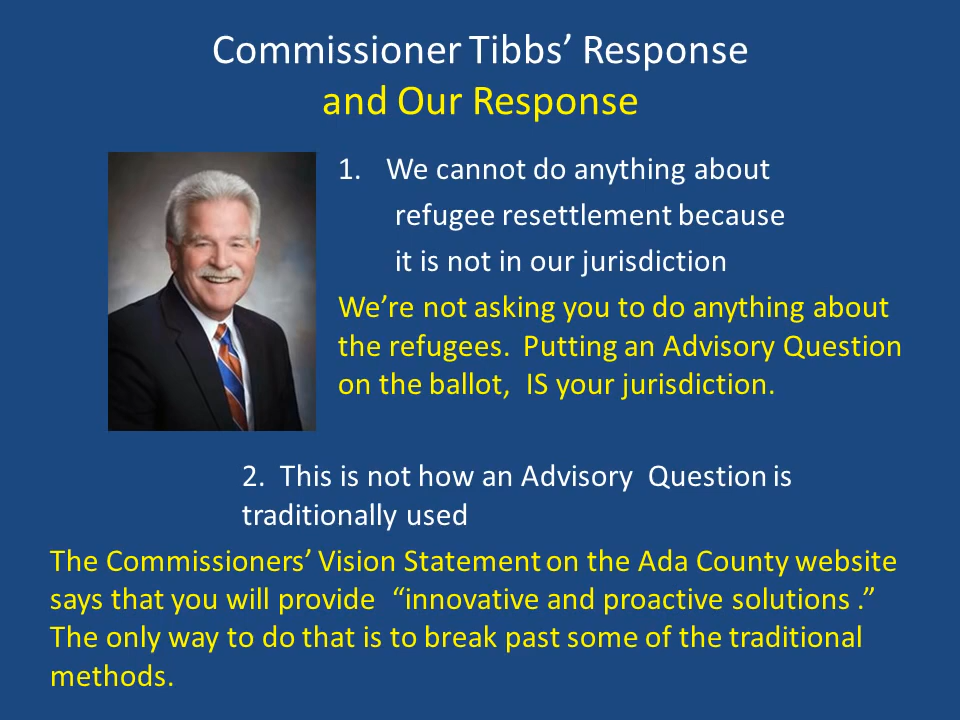 Commissioner Tibbs’ Response
and Our Response
1. We cannot do anything about
refugee resettlement because
it is not in our jurisdiction
We’re not asking you to do anything about
the refugees.  Putting an Advisory Question
on the ballot,  IS your jurisdiction.
2.  This is not how an Advisory  Question is
traditionally used
The Commissioners’ Vision Statement on the Ada County website
says that you will provide  “innovative and proactive solutions .”
The only way to do that is to break past some of the traditional
methods.